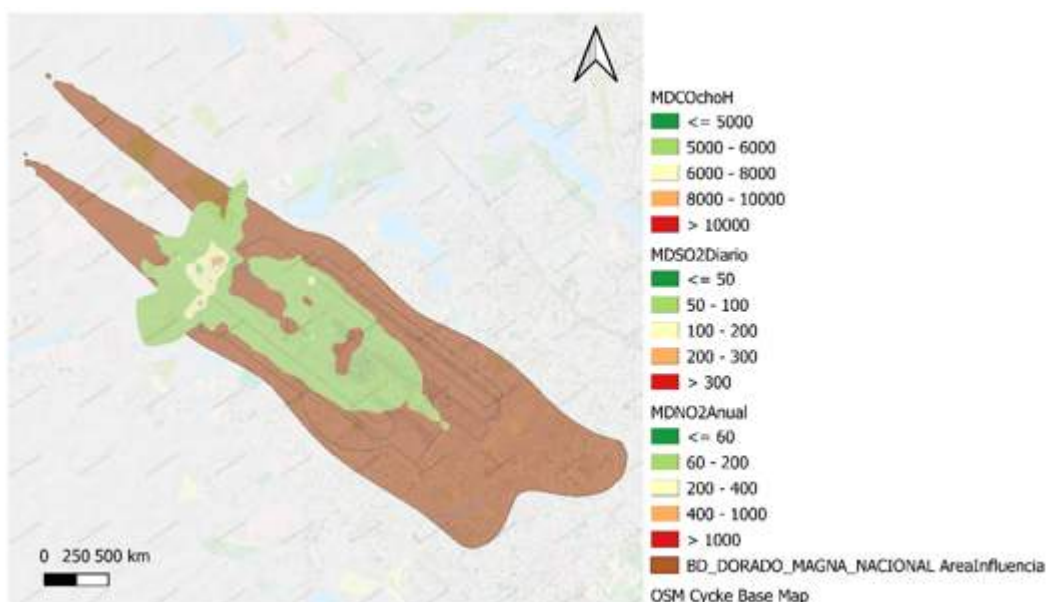 MDCOchoH
<= 5000
5000 - 6000
6000 - 8000
8000 - 10000
> 10000
MDSO2Diario
<= 50
50 - 100
100 - 200
200 - 300
> 300
MDNO2Anual
<= 60
60 - 200
200 - 400
400 - 1000
> 1000
BD_DORADO_MAGNA_NACIONAL AreaInfluencia
OSM Cycke Base Map
0 250 500 km